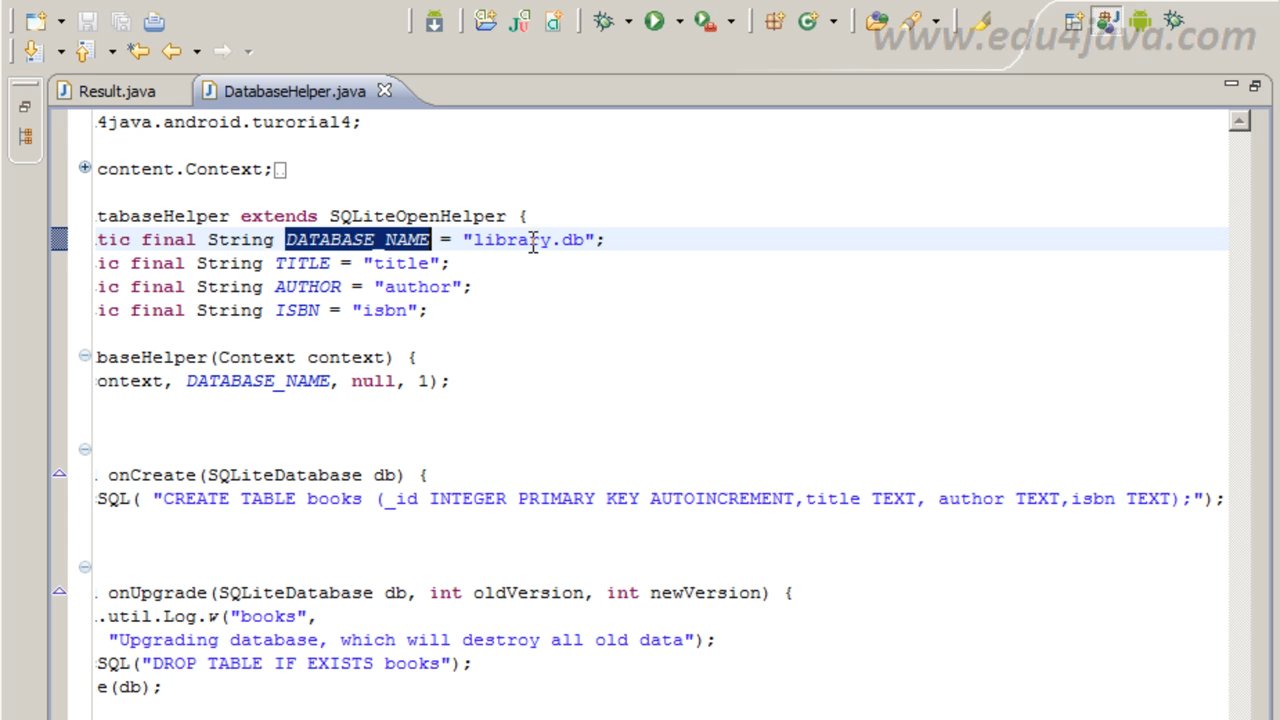 www.edu4java.com
Result.java
DatabaseHelper.java
4java.android.turorial4;
content.Context;
tabaseHelper extends SQLiteOpenHelper {
tic final String DATABASE_NAME = "library.db";
ic final String TITLE = "title";
ic final String AUTHOR = "author";
ic final String ISBN = "isbn";
baseHelper(Context context) {
ontext, DATABASE_NAME, null, 1);
onCreate(SQLiteDatabase db) {
SQL( "CREATE TABLE books (_id INTEGER PRIMARY KEY AUTOINCREMENT,title TEXT, author TEXT,isbn TEXT);");
onUpgrade(SQLiteDatabase db, int oldVersion, int newVersion) {
.util.Log.v("books",
"Upgrading database, which will destroy all old data");
SQL("DROP TABLE IF EXISTS books");
e(db);